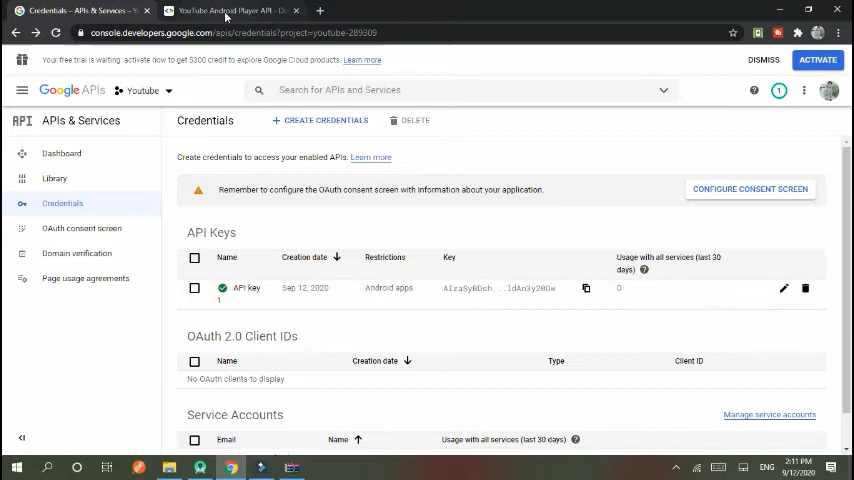 Credentials – APIs & Services – Y
YouTube Android Player API - Do
console.developers.google.com/apis/credentials?project=youtube-289309
Your free trial is waiting: activate now to get $300 credit to explore Google Cloud products. Learn more
DISMISS
ACTIVATE
Google APIs
Youtube
Search for APIs and Services
1
API APIs & Services
Credentials
+ CREATE CREDENTIALS
DELETE
Dashboard
Library
Credentials
OAuth consent screen
Domain verification
Page usage agreements
Create credentials to access your enabled APIs. Learn more
Remember to configure the OAuth consent screen with information about your application.
CONFIGURE CONSENT SCREEN
API Keys
Name Creation date Restrictions Key Usage with all services (last 30 days)
API key 1 Sep 12, 2020 Android apps AIzaSyBDsh...ldAn3y20Ow 0
OAuth 2.0 Client IDs
Name Creation date Type Client ID
No OAuth clients to display
Service Accounts
Manage service accounts
Email Name Usage with all services (last 30 days)
ENG
2:11 PM
9/12/2020